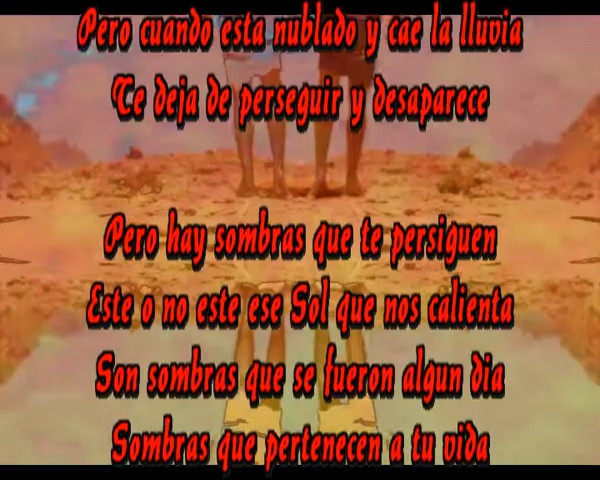 Pero cuando esta nublado y cae la lluvia
Te deja de perseguir y desaparece
Pero hay sombras que te persiguen
Este o no este ese Sol que nos calienta
Son sombras que se fueron algun dia
Sombras que pertenecen a tu vida